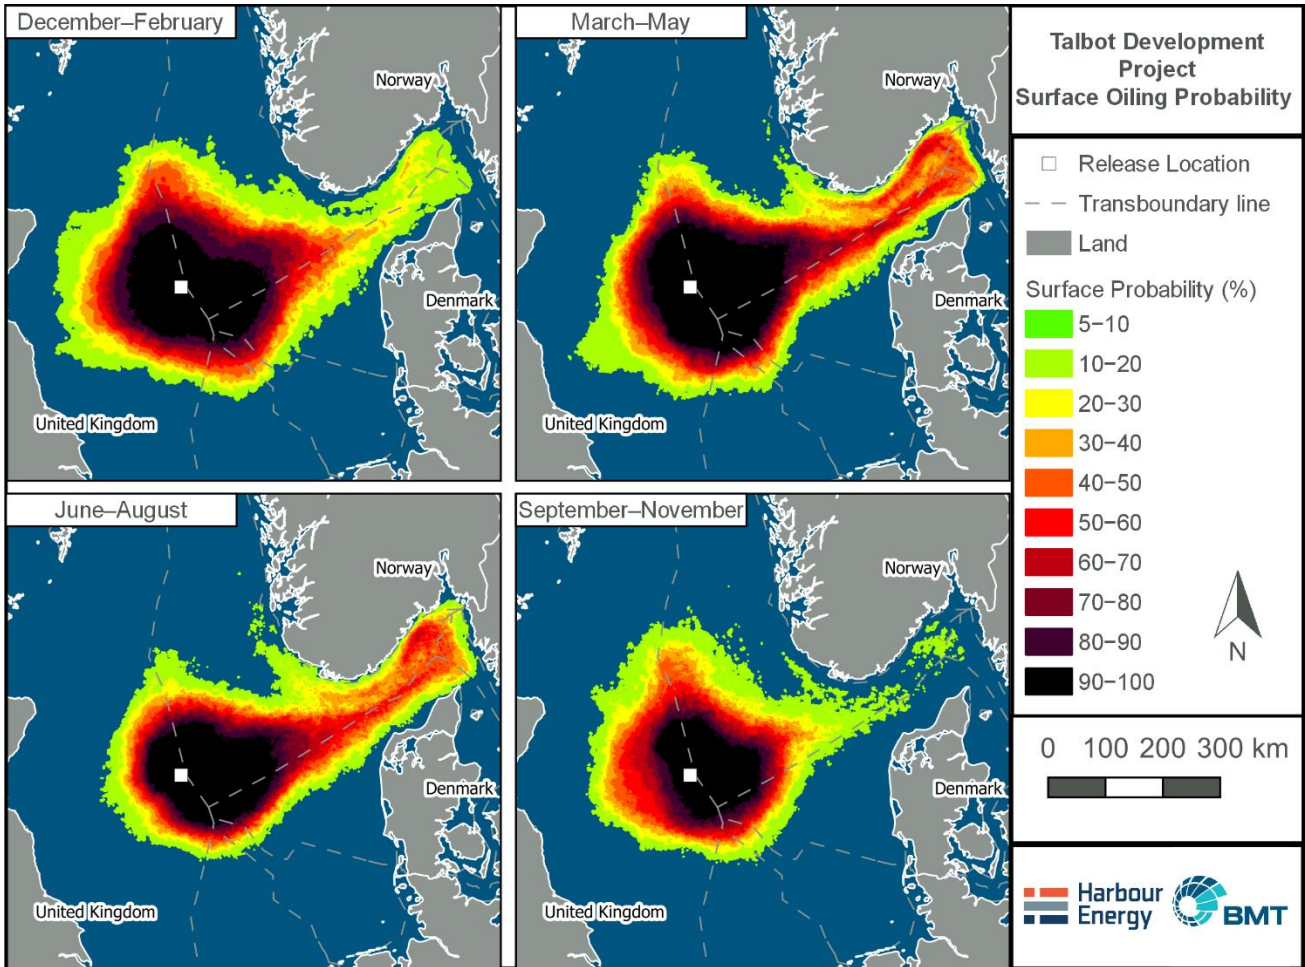 December–February
Norway
Denmark
United Kingdom
March–May
Norway
Denmark
United Kingdom
June–August
Norway
Denmark
United Kingdom
September–November
Norway
Denmark
United Kingdom
Talbot Development
Project
Surface Oiling Probability
Release Location
Transboundary line
Land
Surface Probability (%)
5–10
10–20
20–30
30–40
40–50
50–60
60–70
70–80
80–90
90–100
N
0 100 200 300 km
Harbour
Energy
BMT